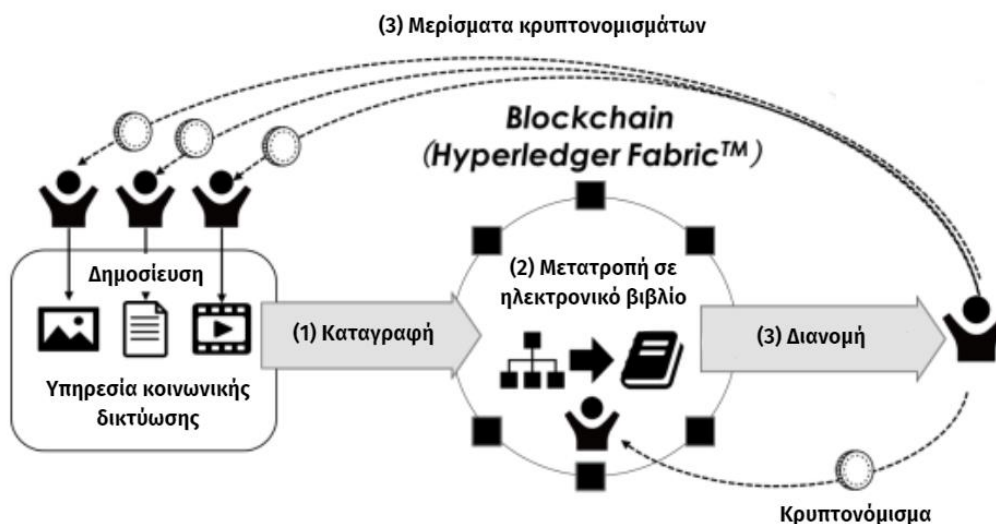 (3) Μερίσματα κρυπτονομισμάτων
Blockchain
(Hyperledger Fabric™)
Δημοσίευση
(2) Μετατροπή σε
ηλεκτρονικό βιβλίο
(1) Καταγραφή
(3) Διανομή
Υπηρεσία κοινωνικής
δικτύωσης
Κρυπτονόμισμα